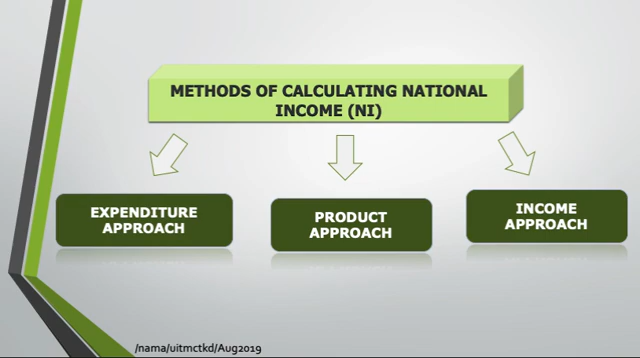 METHODS OF CALCULATING NATIONAL
INCOME (NI)
EXPENDITURE
APPROACH
PRODUCT
APPROACH
INCOME
APPROACH
/nama/uitmctkd/Aug2019